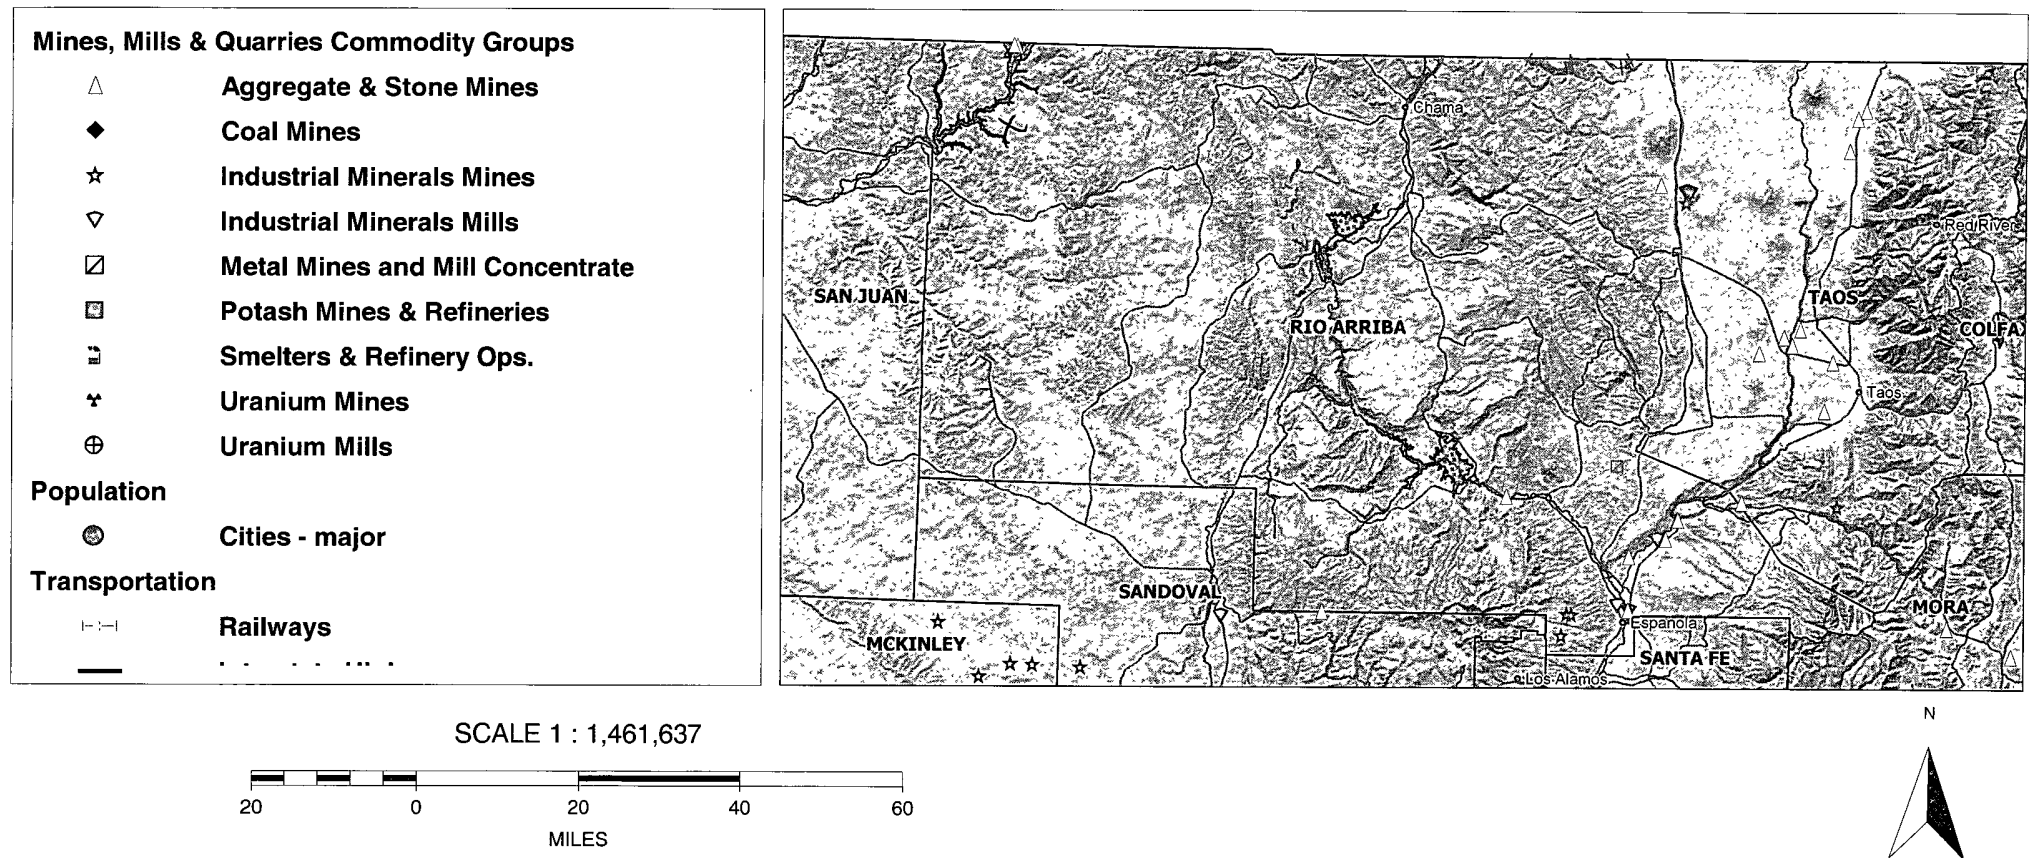 Mines, Mills & Quarries Commodity Groups
Aggregate & Stone Mines
Coal Mines
Industrial Minerals Mines
Industrial Minerals Mills
Metal Mines and Mill Concentrate
Potash Mines & Refineries
Smelters & Refinery Ops.
Uranium Mines
Uranium Mills
Population
Cities - major
Transportation
Railways
Chama
Red River
SAN JUAN
TAOS
RIO ARRIBA
COLFA
Taos
SANDOVAL
MORA
Espanola
MCKINLEY
SANTA FE
Los Alamos
SCALE 1 : 1,461,637
20 0 20 40 60
MILES
N